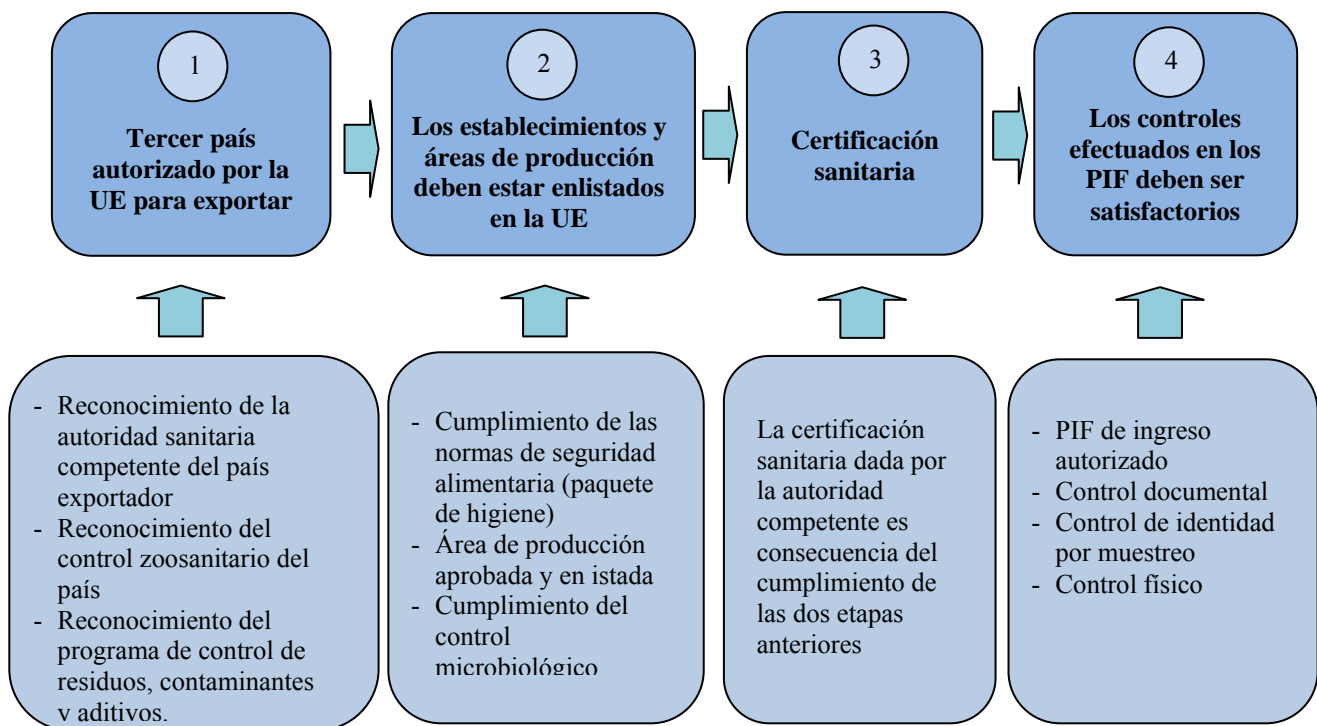 1
Tercer país
autorizado por la
UE para exportar
2
Los establecimientos y
áreas de producción
deben estar enlistados
en la UE
3
Certificación
sanitaria
4
Los controles
efectuados en los
PIF deben ser
satisfactorios
- Reconocimiento de la
autoridad sanitaria
competente del país
exportador
- Reconocimiento del
control zoosanitario del
país
- Reconocimiento del
programa de control de
residuos, contaminantes
y aditivos.
- Cumplimiento de las
normas de seguridad
alimentaria (paquete
de higiene)
- Área de producción
aprobada y en istada
- Cumplimiento del
control
microbiológico
La certificación
sanitaria dada por
la autoridad
competente es
consecuencia del
cumplimiento de
las dos etapas
anteriores
- PIF de ingreso
autorizado
- Control documental
- Control de identidad
por muestreo
- Control físico